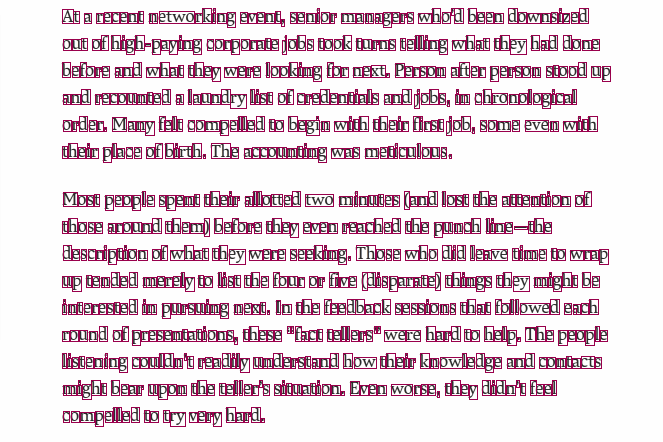 At a recent networking event, senior managers who'd been downsized
out of high-paying corporate jobs took turns telling what they had done
before and what they were looking for next. Person after person stood up
and recounted a laundry list of credentials and jobs, in chronological
order. Many felt compelled to begin with their first job, some even with
their place of birth. The accounting was meticulous.
Most people spent their allotted two minutes (and lost the attention of
those around them) before they even reached the punch line—the
description of what they were seeking. Those who did leave time to wrap
up tended merely to list the four or five (disparate) things they might be
interested in pursuing next. In the feedback sessions that followed each
round of presentations, these “fact tellers” were hard to help. The people
listening couldn't readily understand how their knowledge and contacts
might bear upon the teller's situation. Even worse, they didn't feel
compelled to try very hard.